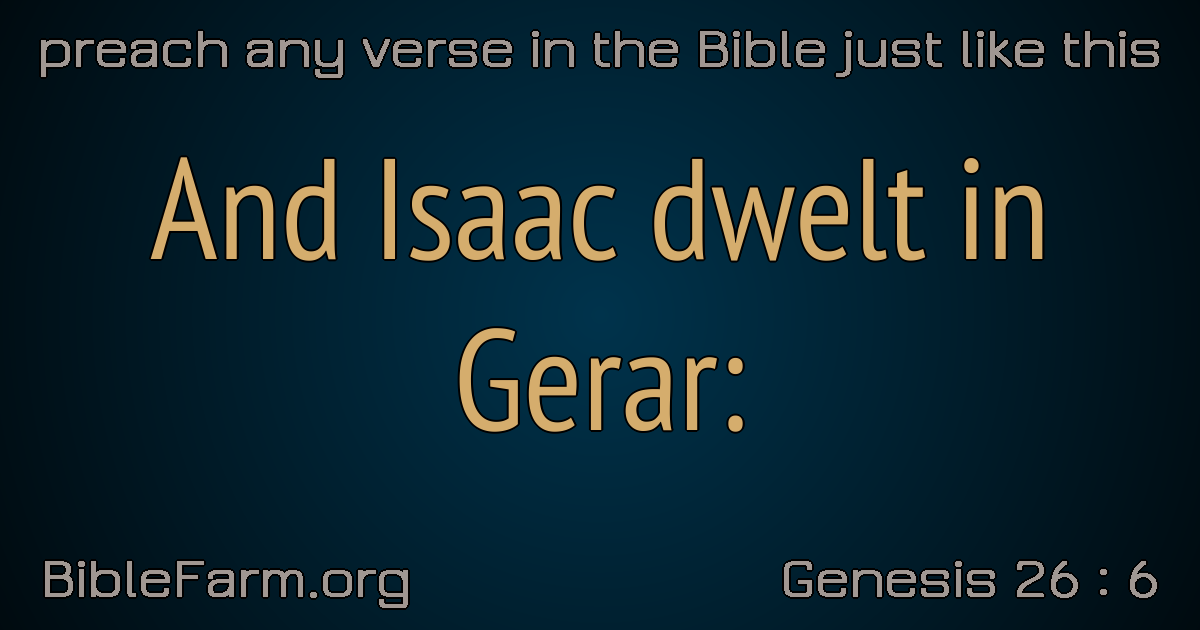 preach any verse in the Bible just like this
And Isaac dwelt in
Gerar:
BibleFarm.org
Genesis 26 : 6